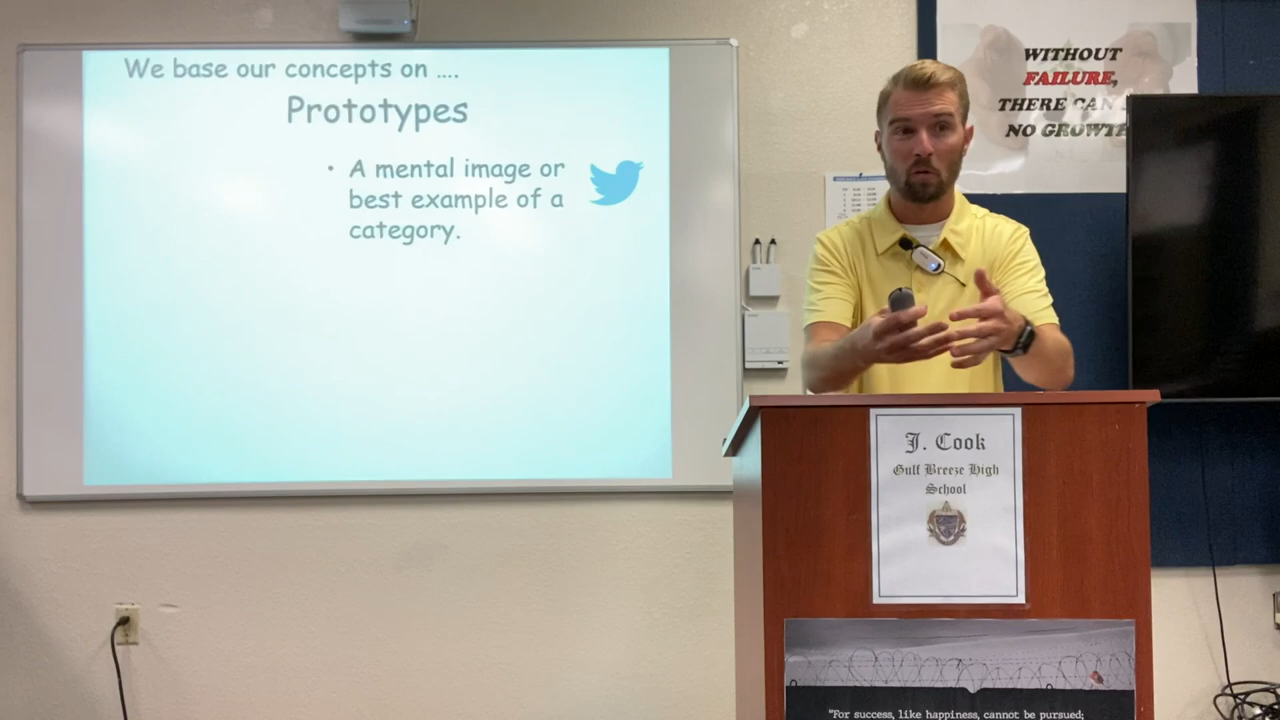 We base our concepts on ....
Prototypes
• A mental image or
best example of a
category.
WITHOUT
FAILURE,
THERE CAN
NO GROWTH
J. Cook
Gulf Breeze High
School
"For success, like happiness, cannot be pursued;